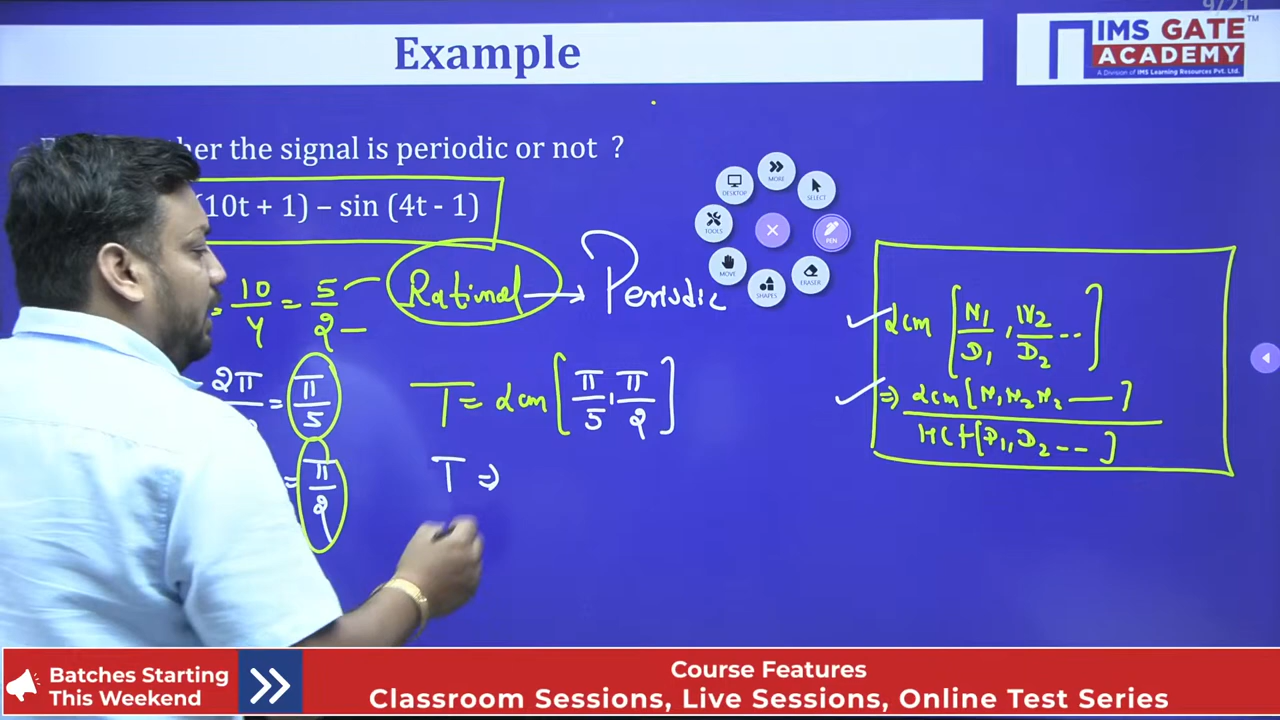 9/21
Example
IMS GATE
ACADEMY
TM
A Division of IMS Learning Resources Pvt. Ltd.
her the signal is periodic or not ?
(10t + 1) – sin (4t - 1)
= 10/4 = 5/2
Rational → Periodic
MORE
DESKTOP
SELECT
TOOLS
PEN
MOVE
ERASER
SHAPES
2π = π/5
T = LCM [π/5, π/2]
= π/2
T ⇒
LCM [N1/D1, N2/D2 --]
⇒ LCM [N1, N2 N3 —]
HCF [D1, D2 ---]
Batches Starting
This Weekend
Course Features
Classroom Sessions, Live Sessions, Online Test Series